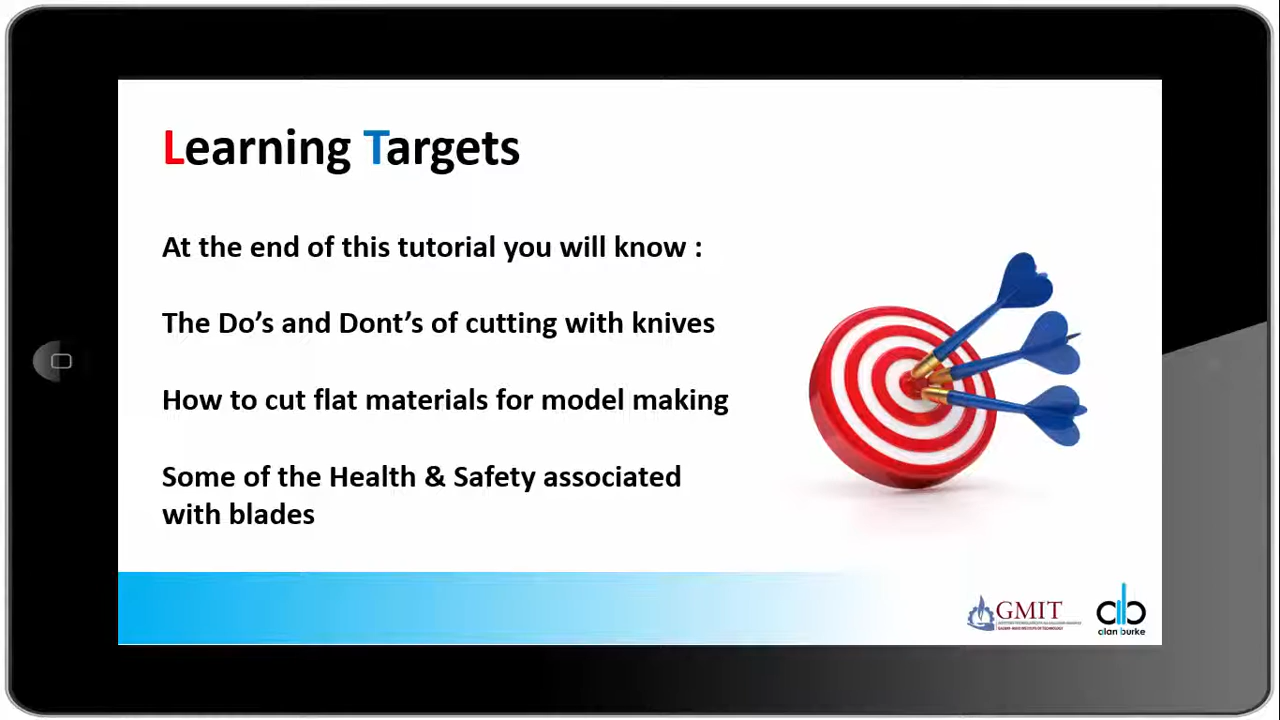 Learning Targets
At the end of this tutorial you will know :
The Do’s and Dont’s of cutting with knives
How to cut flat materials for model making
Some of the Health & Safety associated
with blades
GMIT
alan burke